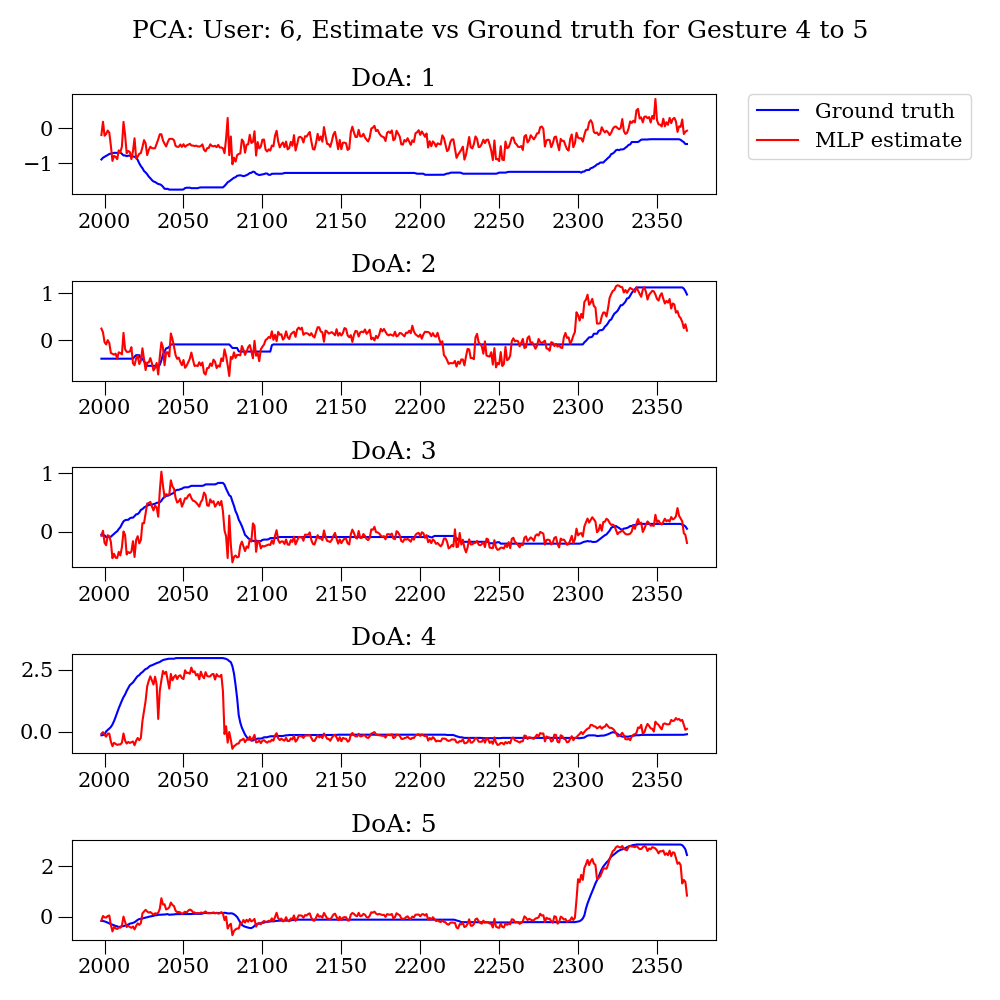 PCA: User: 6, Estimate vs Ground truth for Gesture 4 to 5
DoA: 1
Ground truth
MLP estimate
0
−1
2000 2050 2100 2150 2200 2250 2300 2350
DoA: 2
1
0
2000 2050 2100 2150 2200 2250 2300 2350
DoA: 3
1
0
2000 2050 2100 2150 2200 2250 2300 2350
DoA: 4
2.5
0.0
2000 2050 2100 2150 2200 2250 2300 2350
DoA: 5
2
0
2000 2050 2100 2150 2200 2250 2300 2350